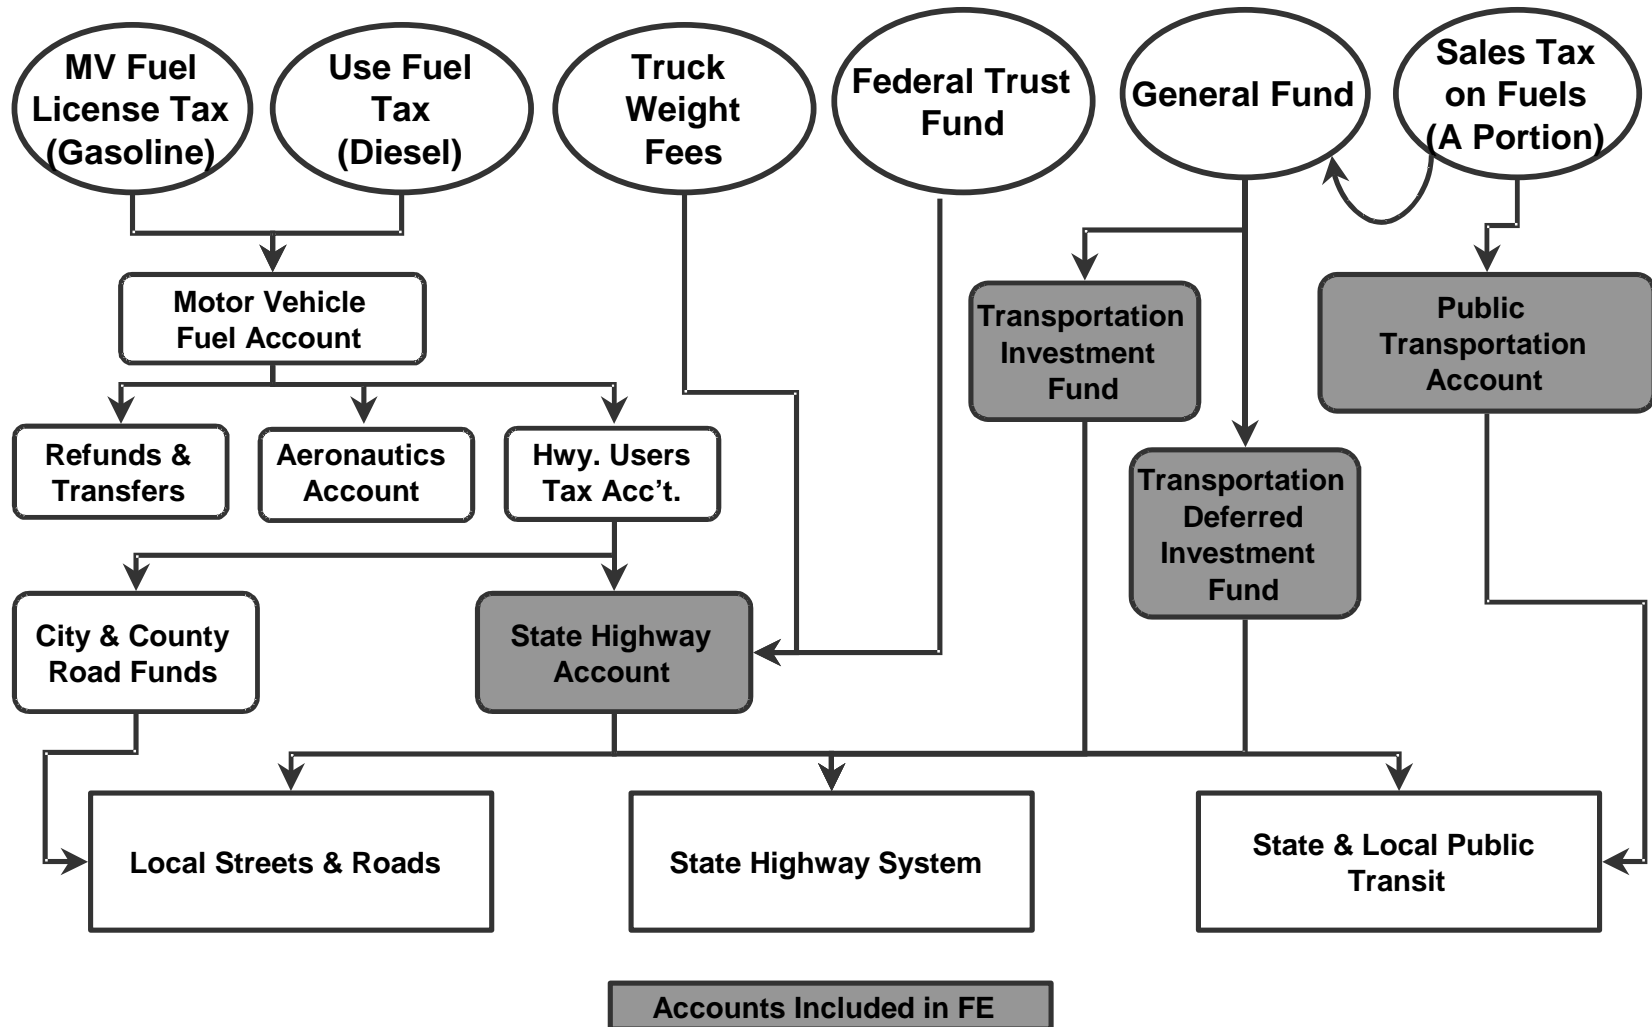 MV Fuel
License Tax
(Gasoline)
Use Fuel
Tax
(Diesel)
Truck
Weight
Fees
Federal Trust
Fund
General Fund
Sales Tax
on Fuels
(A Portion)
Motor Vehicle
Fuel Account
Transportation
Investment
Fund
Public
Transportation
Account
Refunds &
Transfers
Aeronautics
Account
Hwy. Users
Tax Acc’t.
Transportation
Deferred
Investment
Fund
City & County
Road Funds
State Highway
Account
Local Streets & Roads
State Highway System
State & Local Public
Transit
Accounts Included in FE